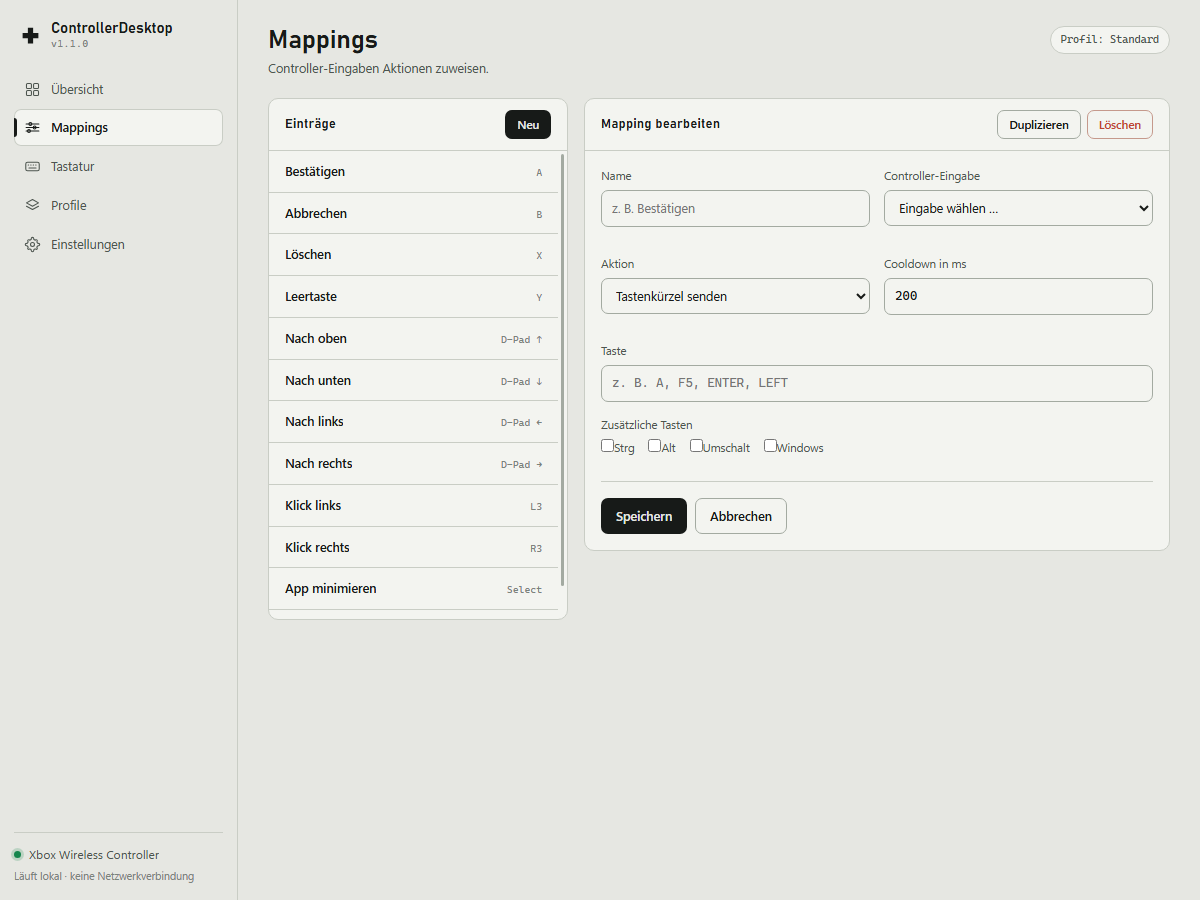 ControllerDesktop
v1.1.0
Übersicht
Mappings
Tastatur
Profile
Einstellungen
Xbox Wireless Controller
Läuft lokal · keine Netzwerkverbindung
Mappings
Controller-Eingaben Aktionen zuweisen.
Profil: Standard
Einträge
Neu
Bestätigen A
Abbrechen B
Löschen X
Leertaste Y
Nach oben D-Pad ↑
Nach unten D-Pad ↓
Nach links D-Pad ←
Nach rechts D-Pad →
Klick links L3
Klick rechts R3
App minimieren Select
Mapping bearbeiten
Duplizieren
Löschen
Name
Controller-Eingabe
z. B. Bestätigen
Eingabe wählen ...
Aktion
Cooldown in ms
Tastenkürzel senden
200
Taste
z. B. A, F5, ENTER, LEFT
Zusätzliche Tasten
Strg Alt Umschalt Windows
Speichern
Abbrechen